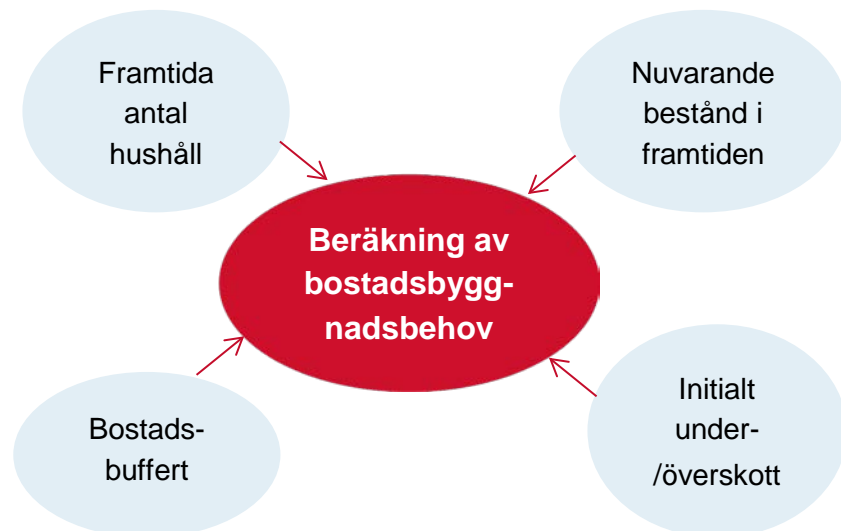 Framtida
antal
hushåll
Nuvarande
bestånd i
framtiden
Beräkning av
bostadsbygg-
nadsbehov
Bostads-
buffert
Initialt
under-
/överskott